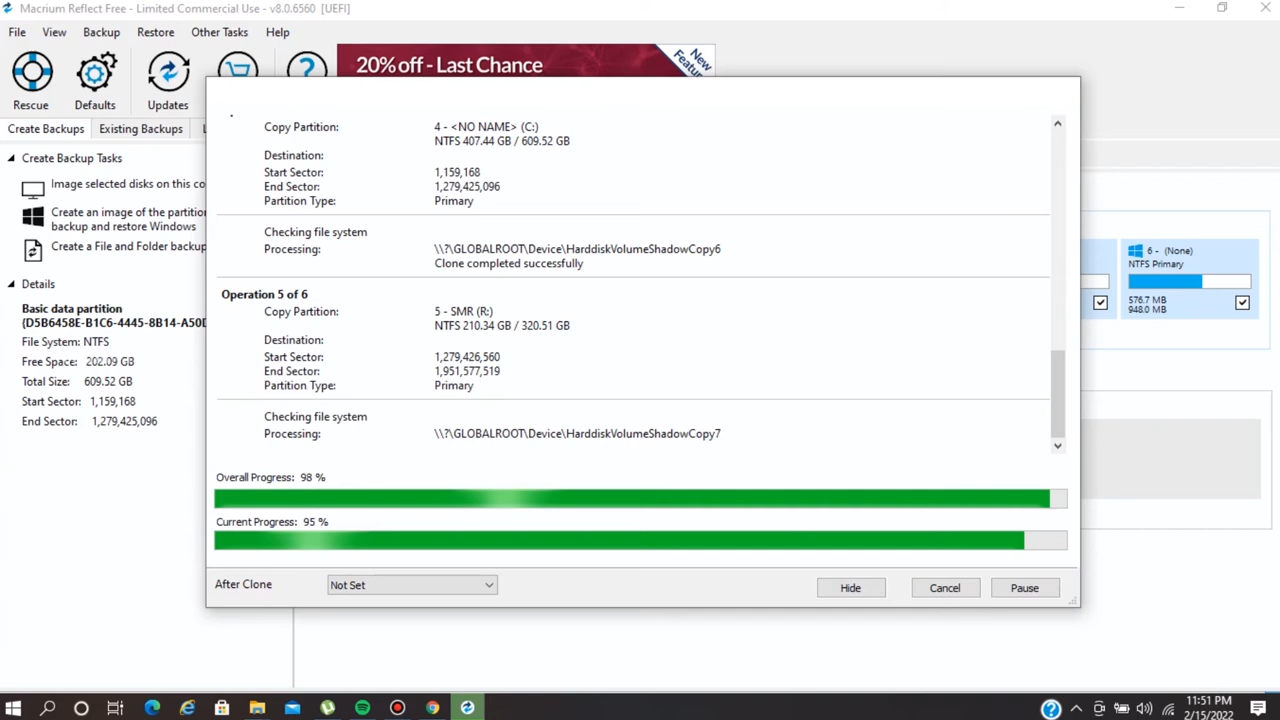 Macrium Reflect Free - Limited Commercial Use - v8.0.6560 [UEFI]
File View Backup Restore Other Tasks Help
20% off - Last Chance
New
Rescue Defaults Updates
Create Backups Existing Backups
Create Backup Tasks
Image selected disks on this co
Create an image of the partition
backup and restore Windows
Create a File and Folder backup
Details
Basic data partition
(D5B6458E-B1C6-4445-8B14-A50D
File System: NTFS
Free Space: 202.09 GB
Total Size: 609.52 GB
Start Sector: 1,159,168
End Sector: 1,279,425,096
Copy Partition: 4 - <NO NAME> (C:)
NTFS 407.44 GB / 609.52 GB
Destination:
Start Sector: 1,159,168
End Sector: 1,279,425,096
Partition Type: Primary
Checking file system
Processing: \\?\GLOBALROOT\Device\HarddiskVolumeShadowCopy6
Clone completed successfully
Operation 5 of 6
Copy Partition: 5 - SMR (R:)
NTFS 210.34 GB / 320.51 GB
Destination:
Start Sector: 1,279,426,560
End Sector: 1,951,577,519
Partition Type: Primary
Checking file system
Processing: \\?\GLOBALROOT\Device\HarddiskVolumeShadowCopy7
Overall Progress: 98 %
Current Progress: 95 %
After Clone Not Set Hide Cancel Pause
6 - (None)
NTFS Primary
576.7 MB
948.0 MB
11:51 PM
2/15/2022